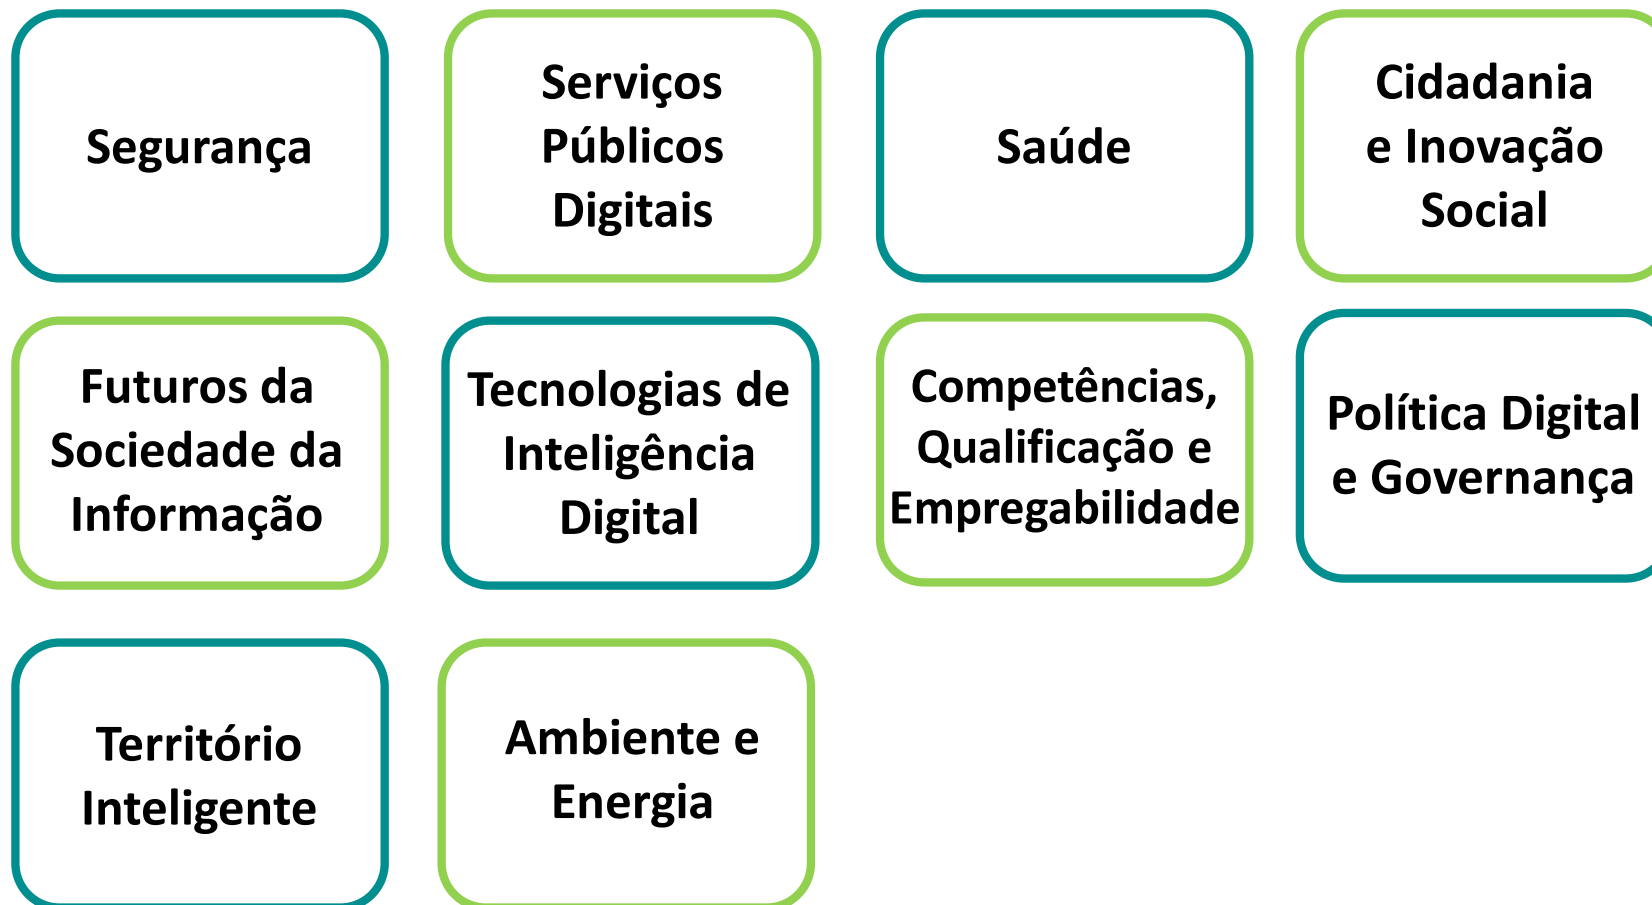 Segurança
Serviços
Públicos
Digitais
Saúde
Cidadania
e Inovação
Social
Futuros da
Sociedade da
Informação
Tecnologias de
Inteligência
Digital
Competências,
Qualificação e
Empregabilidade
Política Digital
e Governança
Território
Inteligente
Ambiente e
Energia